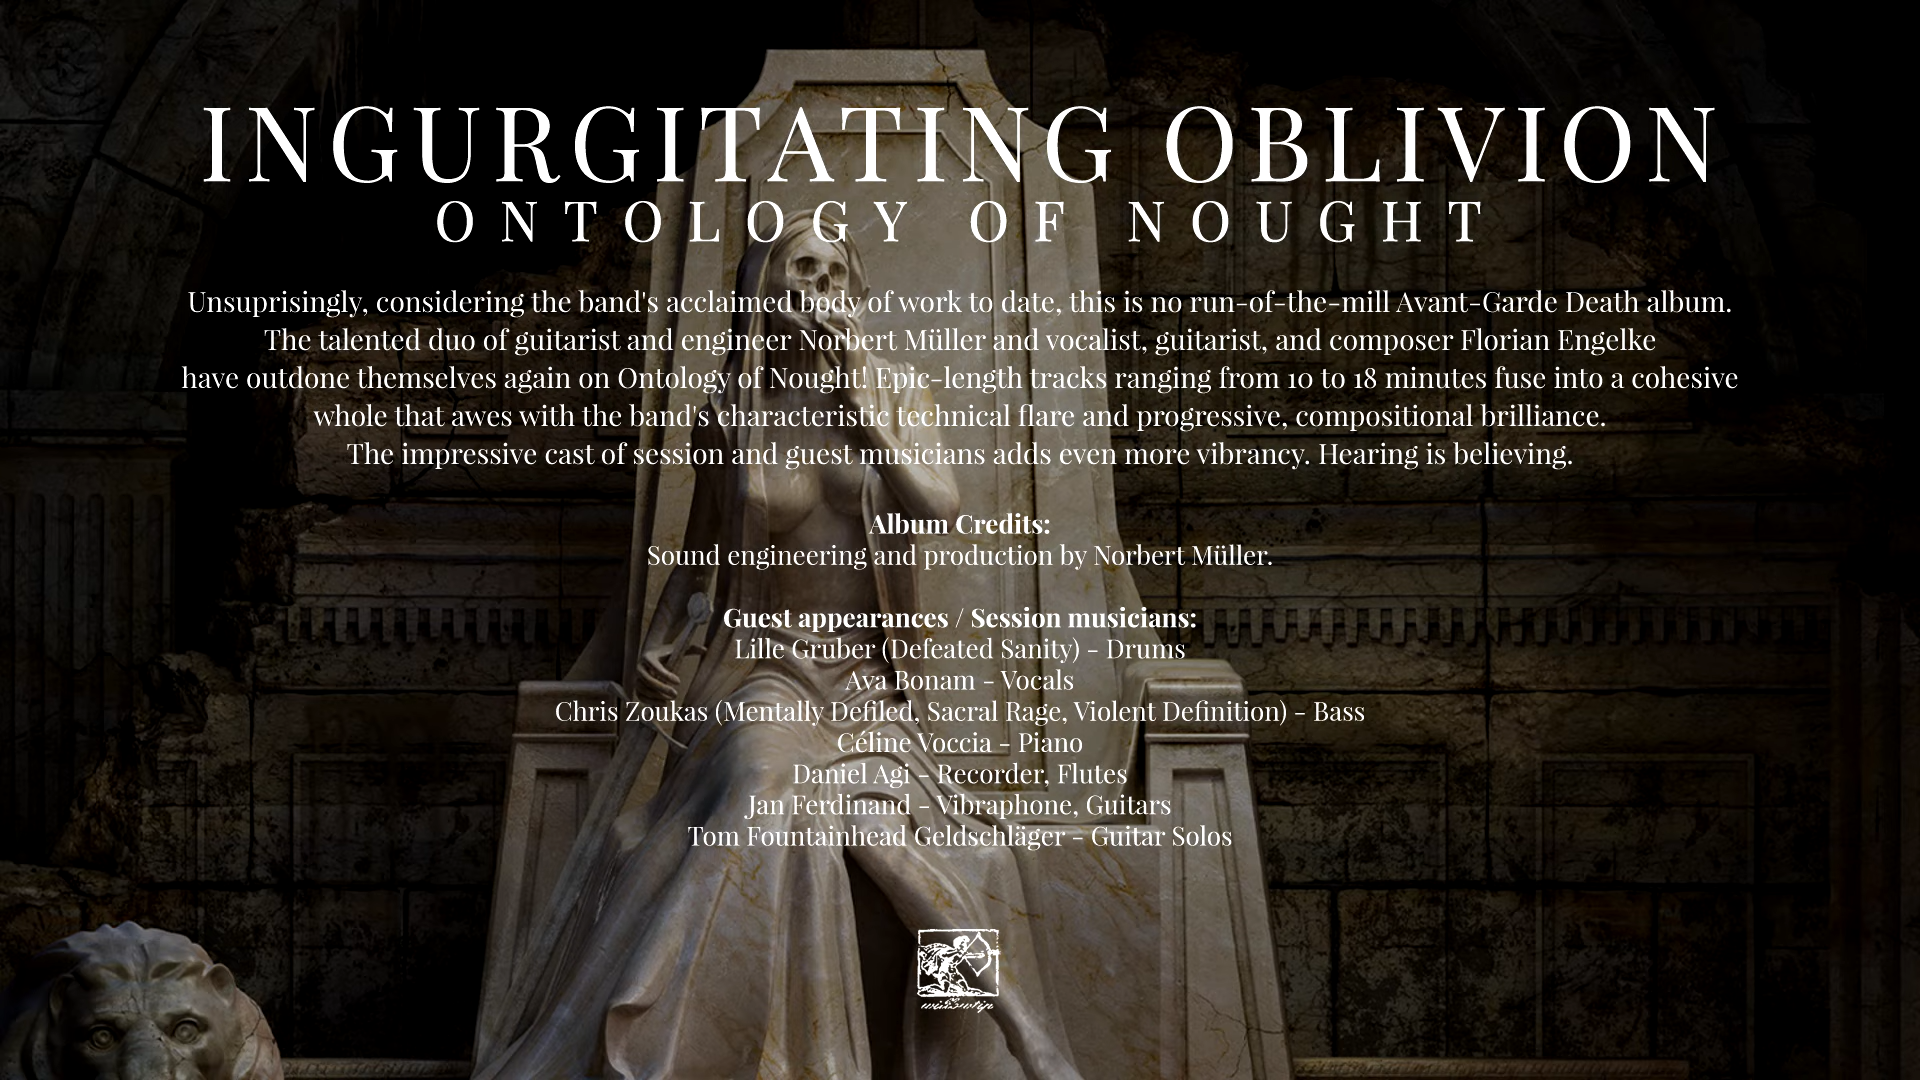 INGURGITATING OBLIVION
ONTOLOGY OF NOUGHT
Unsuprisingly, considering the band's acclaimed body of work to date, this is no run-of-the-mill Avant-Garde Death album.
The talented duo of guitarist and engineer Norbert Müller and vocalist, guitarist, and composer Florian Engelke
have outdone themselves again on Ontology of Nought! Epic-length tracks ranging from 10 to 18 minutes fuse into a cohesive
whole that awes with the band's characteristic technical flare and progressive, compositional brilliance.
The impressive cast of session and guest musicians adds even more vibrancy. Hearing is believing.
Album Credits:
Sound engineering and production by Norbert Müller.
Guest appearances / Session musicians:
Lille Gruber (Defeated Sanity) - Drums
Ava Bonam - Vocals
Chris Zoukas (Mentally Defiled, Sacral Rage, Violent Definition) - Bass
Céline Voccia - Piano
Daniel Agi - Recorder, Flutes
Jan Ferdinand - Vibraphone, Guitars
Tom Fountainhead Geldschläger - Guitar Solos